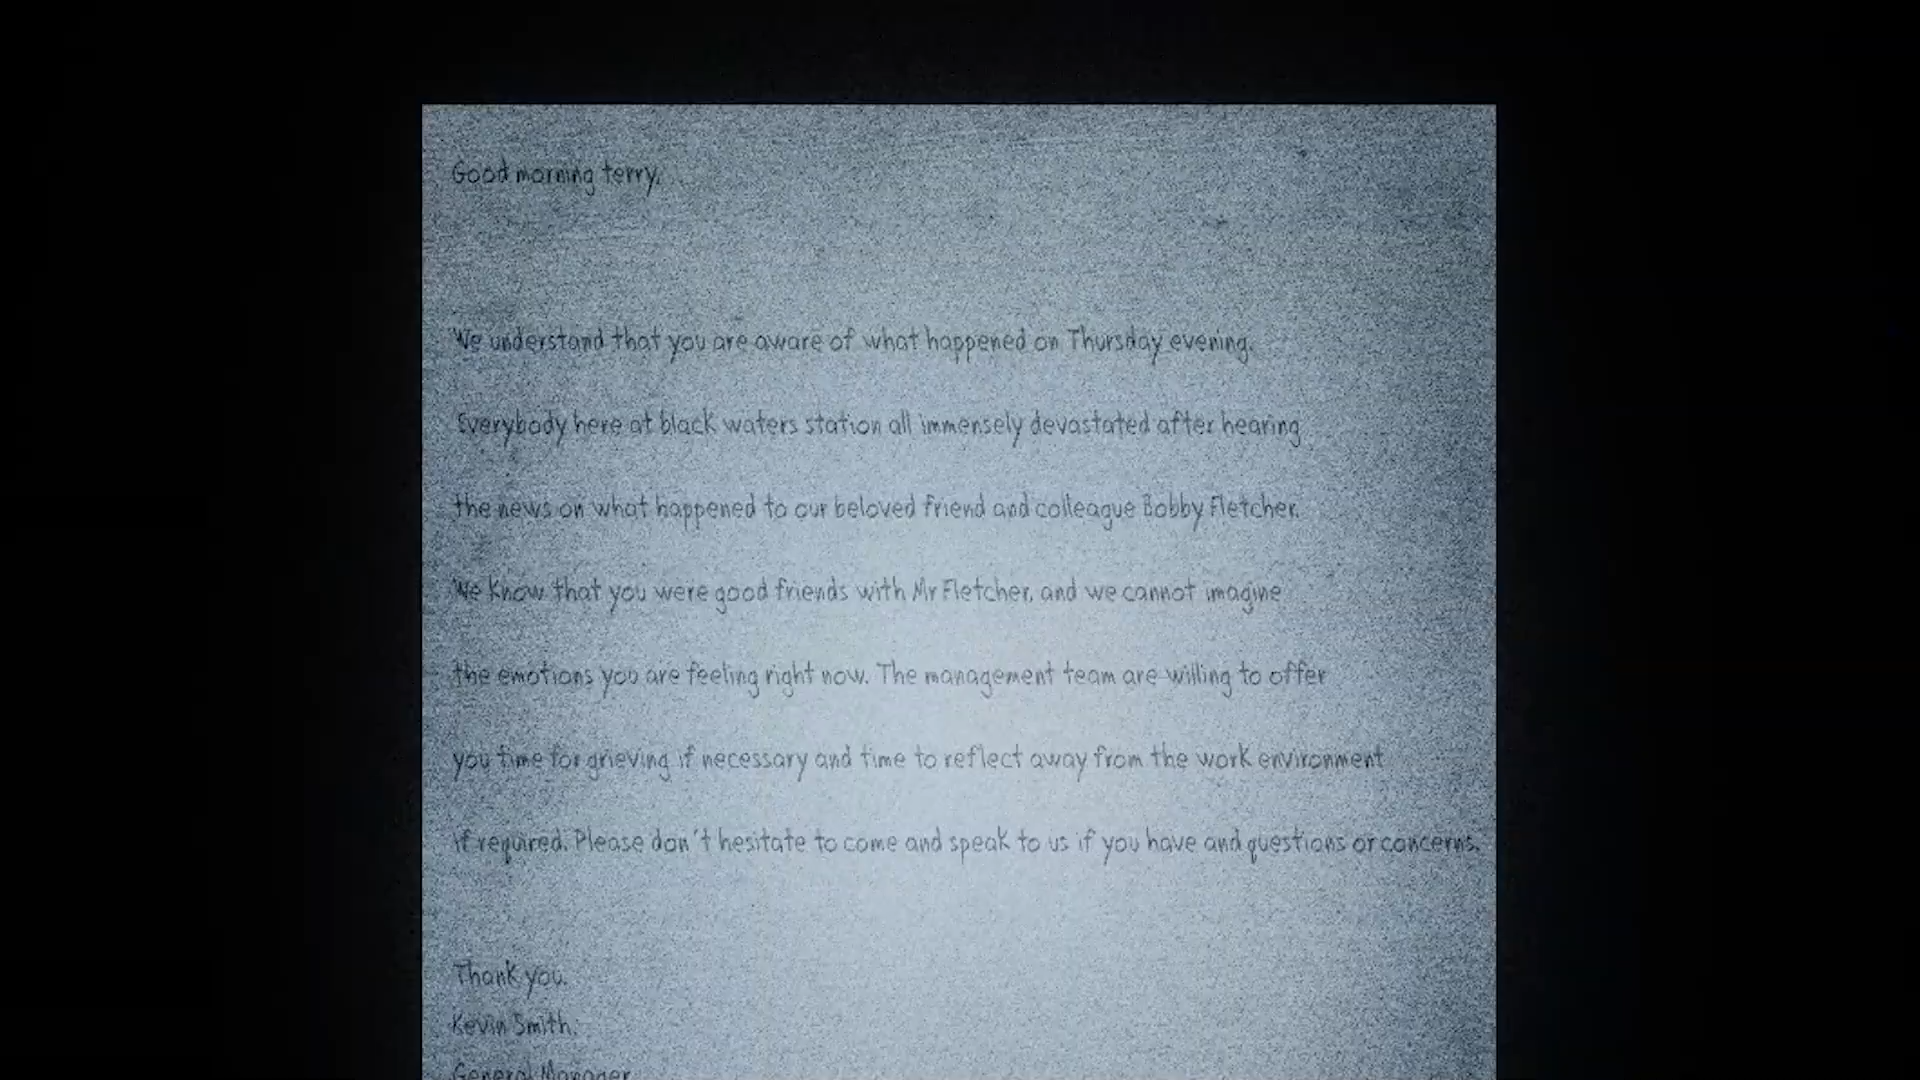 Good morning terry,
We understand that you are aware of what happened on Thursday evening.
Everybody here at black waters station all immensely devastated after hearing
the news on what happened to our beloved friend and colleague Bobby Fletcher.
We know that you were good friends with Mr Fletcher, and we cannot imagine
the emotions you are feeling right now. The management team are willing to offer
you time for grieving if necessary and time to reflect away from the work environment
if required. Please don't hesitate to come and speak to us if you have and questions or concerns.
Thank you.
Kevin Smith.
General Manager